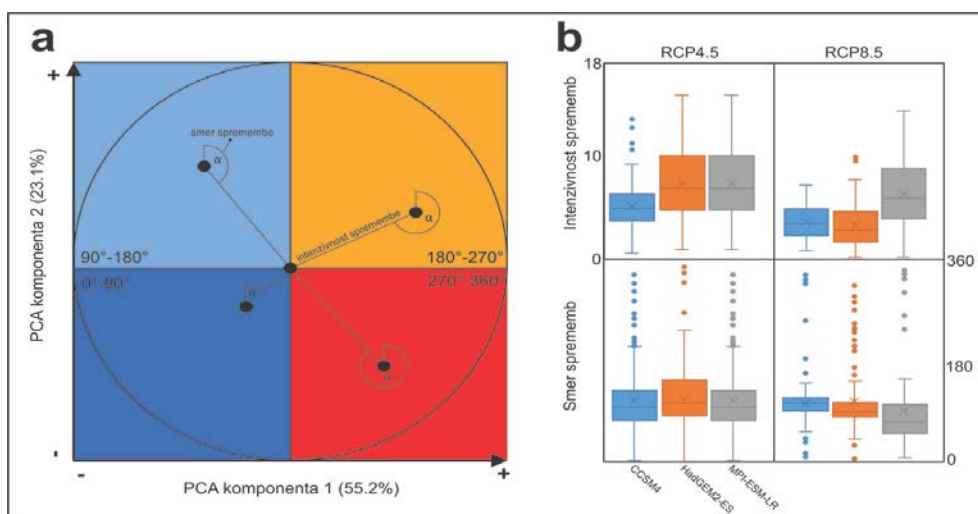 a
+
PCA komponenta 2 (23.1%)
-
smer spremembe
α
α
intenzivnost spremembe
90°-180°
180°-270°
0°-90°
270°-360°
α
α
-
+
PCA komponenta 1 (55.2%)
b
RCP4.5
RCP8.5
Intenzivnost sprememb
18
10
0
Smer sprememb
360
180
0
CCSM4
HadGEM2-ES
MPI-ESM-LR